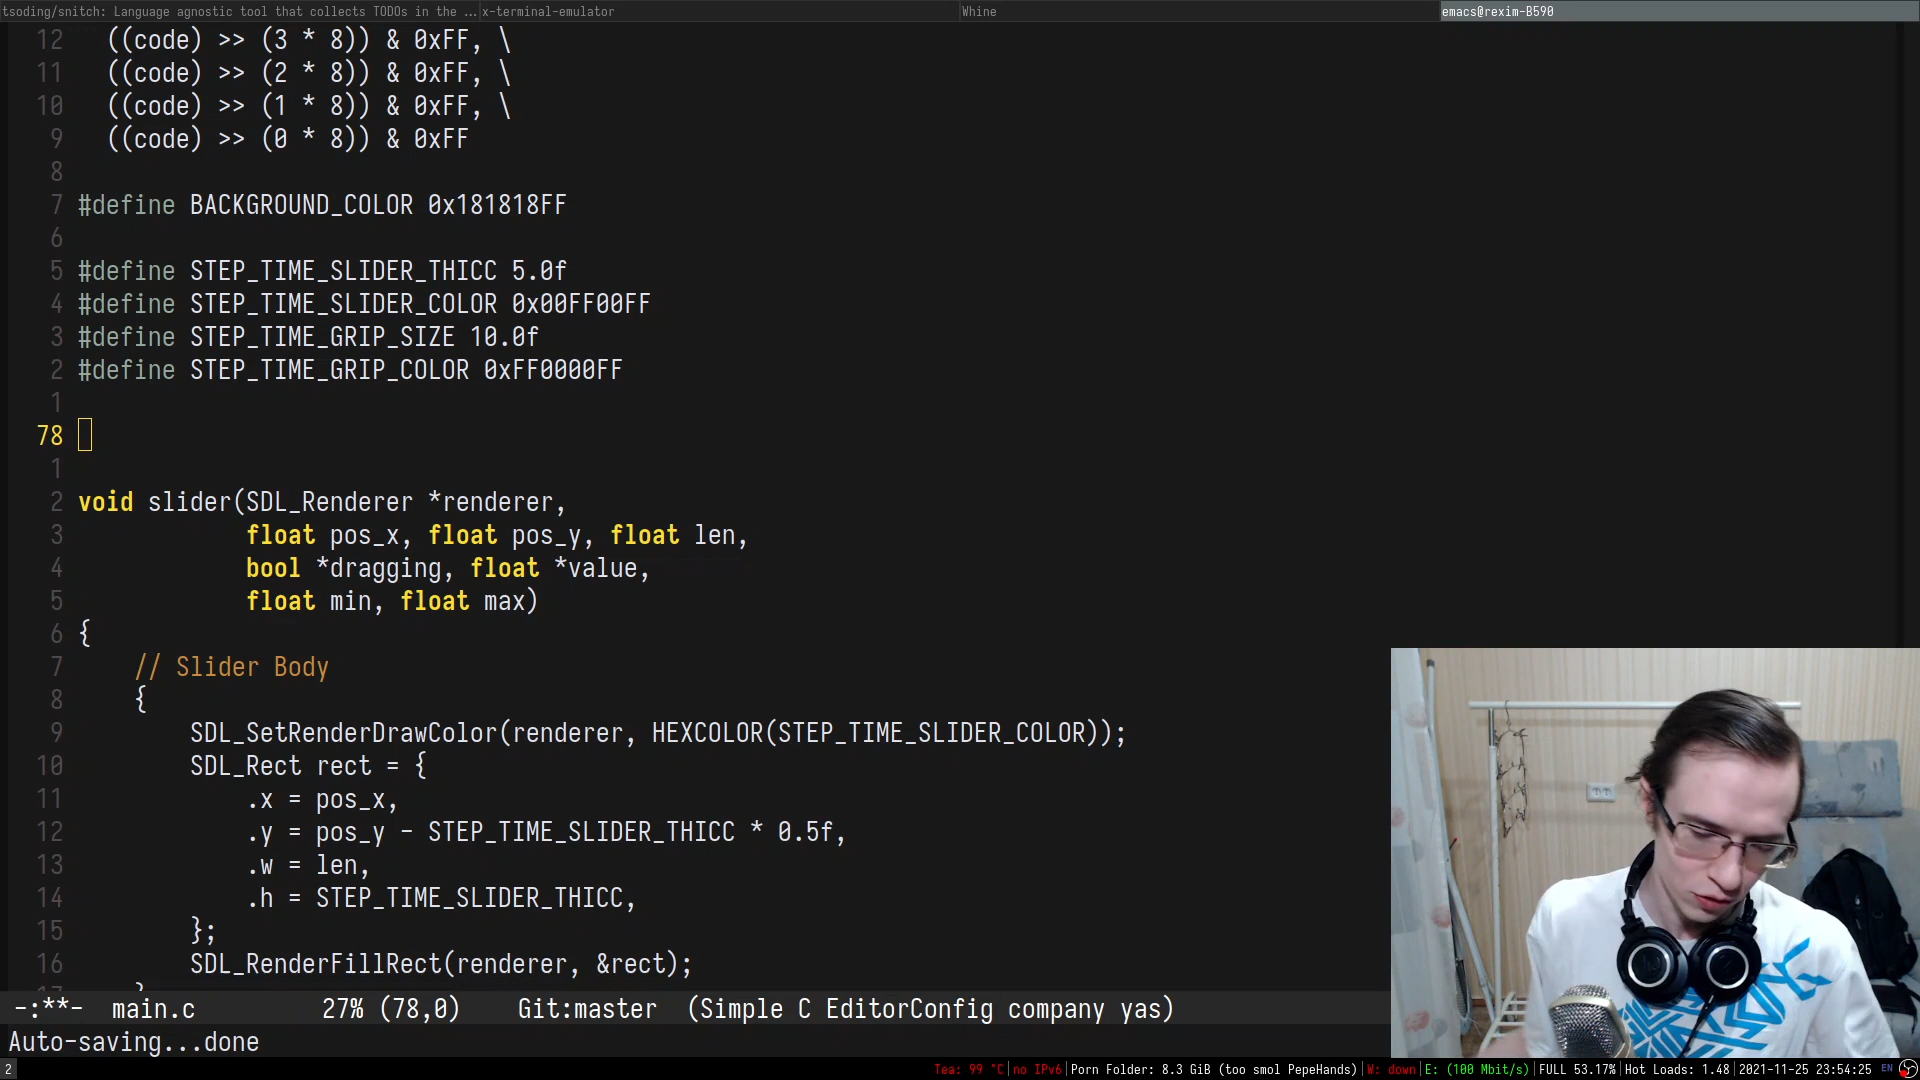 tsoding/snitch: Language agnostic tool that collects TODOs in the ... x-terminal-emulator Whine emacs@rexim-B590
12 ((code) >> (3 * 8)) & 0xFF, \
11 ((code) >> (2 * 8)) & 0xFF, \
10 ((code) >> (1 * 8)) & 0xFF, \
9 ((code) >> (0 * 8)) & 0xFF
8
7 #define BACKGROUND_COLOR 0x181818FF
6
5 #define STEP_TIME_SLIDER_THICC 5.0f
4 #define STEP_TIME_SLIDER_COLOR 0x00FF00FF
3 #define STEP_TIME_GRIP_SIZE 10.0f
2 #define STEP_TIME_GRIP_COLOR 0xFF0000FF
1
78
1
2 void slider(SDL_Renderer *renderer,
3 float pos_x, float pos_y, float len,
4 bool *dragging, float *value,
5 float min, float max)
6 {
7 // Slider Body
8 {
9 SDL_SetRenderDrawColor(renderer, HEXCOLOR(STEP_TIME_SLIDER_COLOR));
10 SDL_Rect rect = {
11 .x = pos_x,
12 .y = pos_y - STEP_TIME_SLIDER_THICC * 0.5f,
13 .w = len,
14 .h = STEP_TIME_SLIDER_THICC,
15 };
16 SDL_RenderFillRect(renderer, &rect);
17 }
-:**- main.c 27% (78,0) Git:master (Simple C EditorConfig company yas)
Auto-saving...done
2 Tea: 99 °C|no IPv6|Porn Folder: 8.3 GiB (too smol PepeHands)|W: down|E: (100 Mbit/s)|FULL 53.17%|Hot Loads: 1.48|2021-11-25 23:54:25 EN